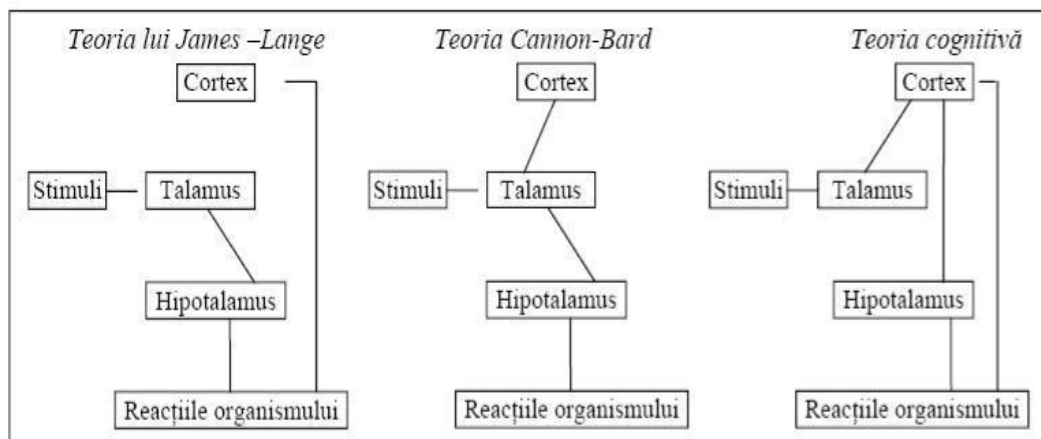 Teoria lui James –Lange
Cortex
Stimuli
Talamus
Hipotalamus
Reacțiile organismului
Teoria Cannon-Bard
Cortex
Stimuli
Talamus
Hipotalamus
Reacțiile organismului
Teoria cognitivă
Cortex
Stimuli
Talamus
Hipotalamus
Reacțiile organismului